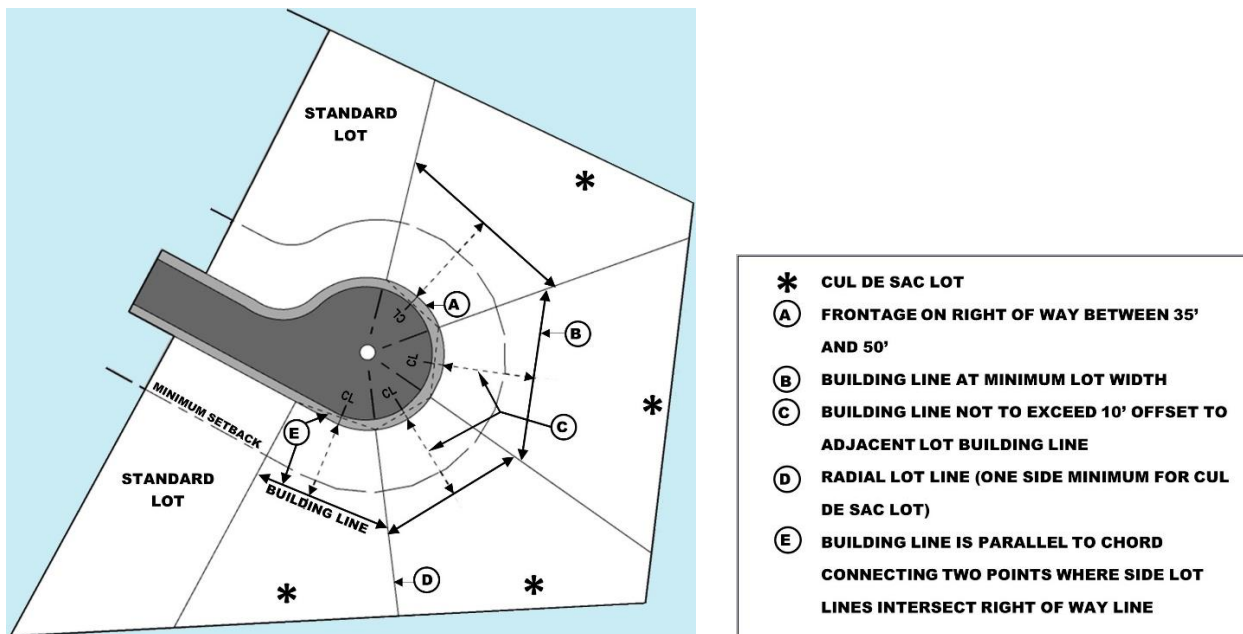 STANDARD
LOT
*
A
CL
B
CL
*
CL
CL
MINIMUM SETBACK
E
C
STANDARD
LOT
BUILDING LINE
D
*
*
* CUL DE SAC LOT
A FRONTAGE ON RIGHT OF WAY BETWEEN 35'
AND 50'
B BUILDING LINE AT MINIMUM LOT WIDTH
C BUILDING LINE NOT TO EXCEED 10' OFFSET TO
ADJACENT LOT BUILDING LINE
D RADIAL LOT LINE (ONE SIDE MINIMUM FOR CUL
DE SAC LOT)
E BUILDING LINE IS PARALLEL TO CHORD
CONNECTING TWO POINTS WHERE SIDE LOT
LINES INTERSECT RIGHT OF WAY LINE